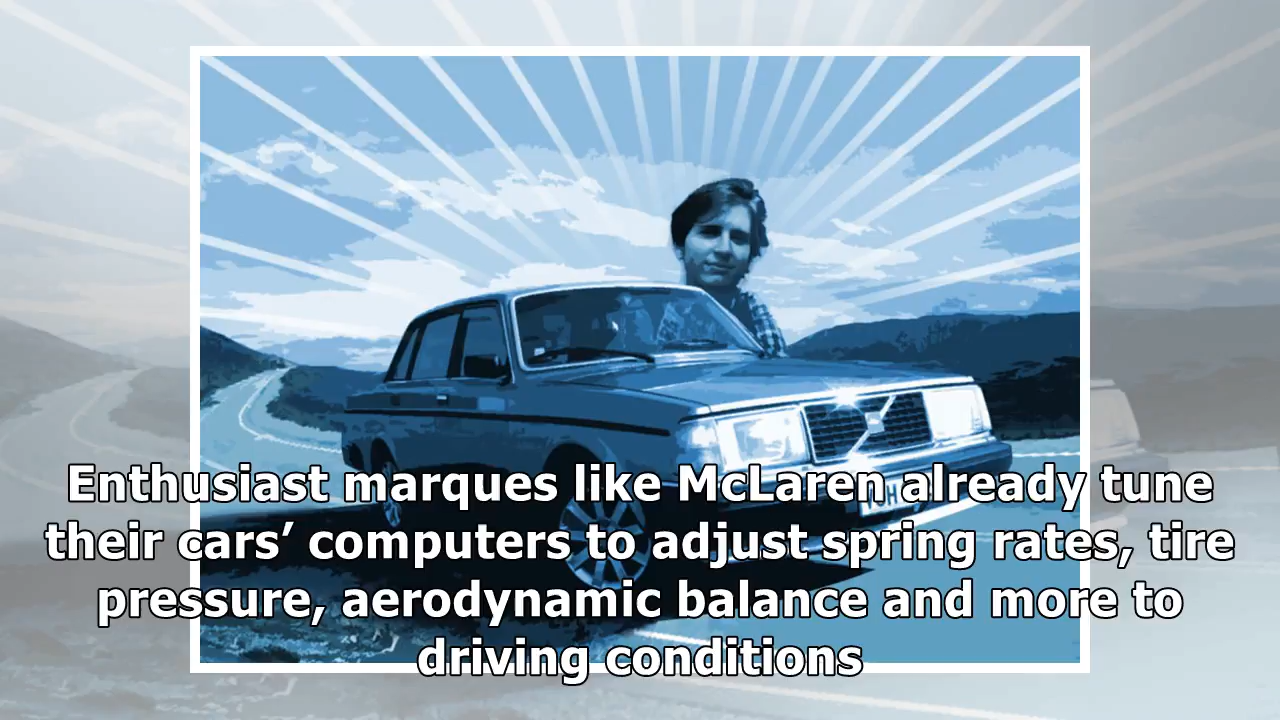 Enthusiast marques like McLaren already tune
their cars’ computers to adjust spring rates, tire
pressure, aerodynamic balance and more to
driving conditions